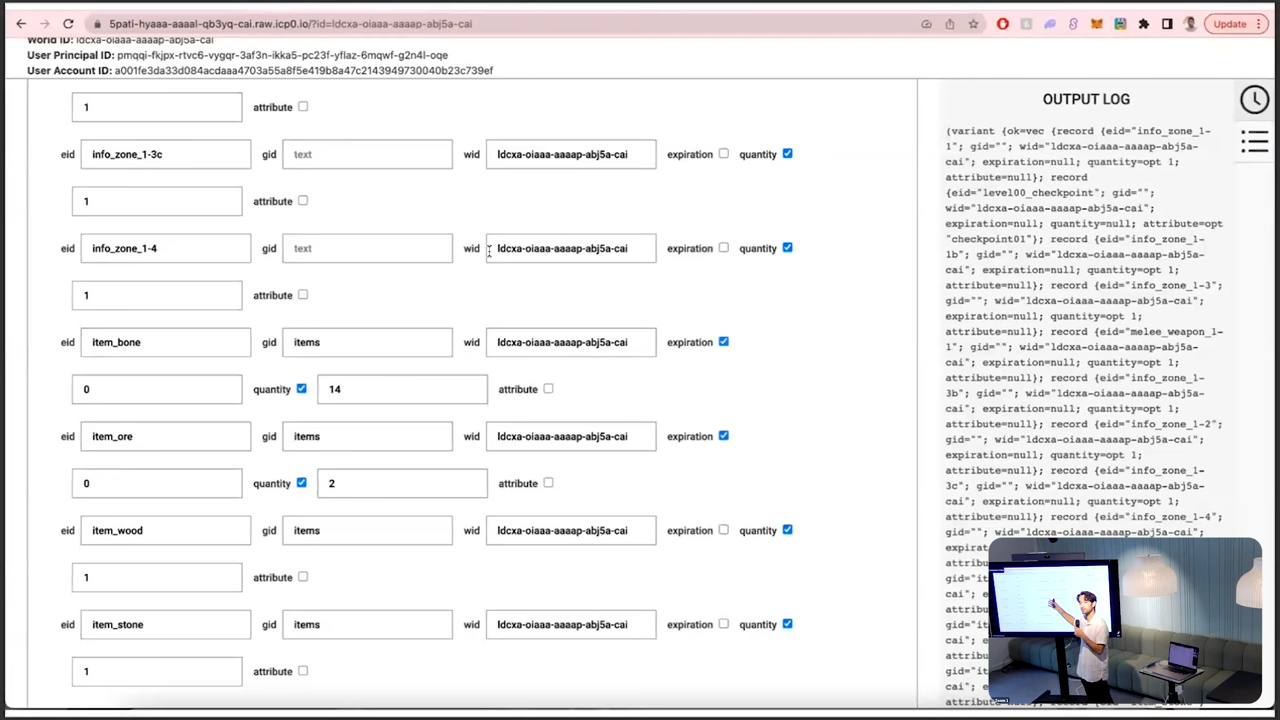 5pati-hyaaa-aaaal-qb3yq-cai.raw.icp0.io/?id=ldcxa-oiaaa-aaaap-abj5a-cai
Update
World ID: ldcxa-oiaaa-aaaap-abj5a-cai
User Principal ID: pmqqi-fkjpx-rtvc6-vygqr-3af3n-ikka5-pc23f-yflaz-6mqwf-g2n4l-oqe
User Account ID: a001fe3da33d084acdaaa4703a55a8f5e419b8a47c2143949730040b23c739ef
1 attribute
eid info_zone_1-3c gid text wid ldcxa-oiaaa-aaaap-abj5a-cai expiration quantity
1 attribute
eid info_zone_1-4 gid text wid ldcxa-oiaaa-aaaap-abj5a-cai expiration quantity
1 attribute
eid item_bone gid items wid ldcxa-oiaaa-aaaap-abj5a-cai expiration
0 quantity 14 attribute
eid item_ore gid items wid ldcxa-oiaaa-aaaap-abj5a-cai expiration
0 quantity 2 attribute
eid item_wood gid items wid ldcxa-oiaaa-aaaap-abj5a-cai expiration quantity
1 attribute
eid item_stone gid items wid ldcxa-oiaaa-aaaap-abj5a-cai expiration quantity
1 attribute
OUTPUT LOG
(variant {ok=vec {record {eid="info_zone_1-
1"; gid=""; wid="ldcxa-oiaaa-aaaap-abj5a-
cai"; expiration=null; quantity=opt 1;
attribute=null}; record
{eid="level00_checkpoint"; gid="";
wid="ldcxa-oiaaa-aaaap-abj5a-cai";
expiration=null; quantity=null; attribute=opt
"checkpoint01"}; record {eid="info_zone_1-
1b"; gid=""; wid="ldcxa-oiaaa-aaaap-abj5a-
cai"; expiration=null; quantity=opt 1;
attribute=null}; record {eid="info_zone_1-3";
gid=""; wid="ldcxa-oiaaa-aaaap-abj5a-cai";
expiration=null; quantity=opt 1;
attribute=null}; record {eid="melee_weapon_1-
1"; gid=""; wid="ldcxa-oiaaa-aaaap-abj5a-
cai"; expiration=null; quantity=opt 1;
attribute=null}; record {eid="info_zone_1-
3b"; gid=""; wid="ldcxa-oiaaa-aaaap-abj5a-
cai"; expiration=null; quantity=opt 1;
attribute=null}; record {eid="info_zone_1-2";
gid=""; wid="ldcxa-oiaaa-aaaap-abj5a-cai";
expiration=null; quantity=opt 1;
attribute=null}; record {eid="info_zone_1-
3c"; gid=""; wid="ldcxa-oiaaa-aaaap-abj5a-
cai"; expiration=null; quantity=opt 1;
attribute=null}; record {eid="info_zone_1-4";
gid=""; wid="ldcxa-oiaaa-aaaap-abj5a-cai";